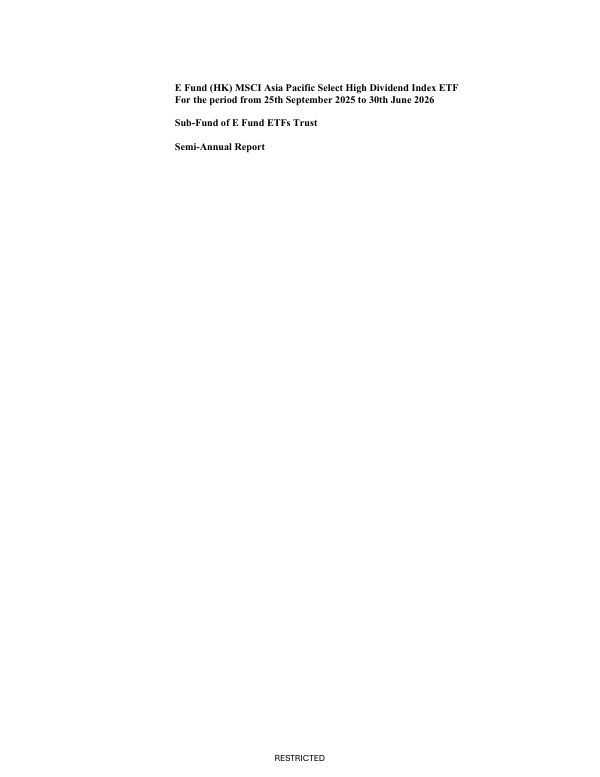 E Fund (HK) MSCI Asia Pacific Select High Dividend Index ETF
For the period from 25th September 2025 to 30th June 2026
Sub-Fund of E Fund ETFs Trust
Semi-Annual Report
RESTRICTED